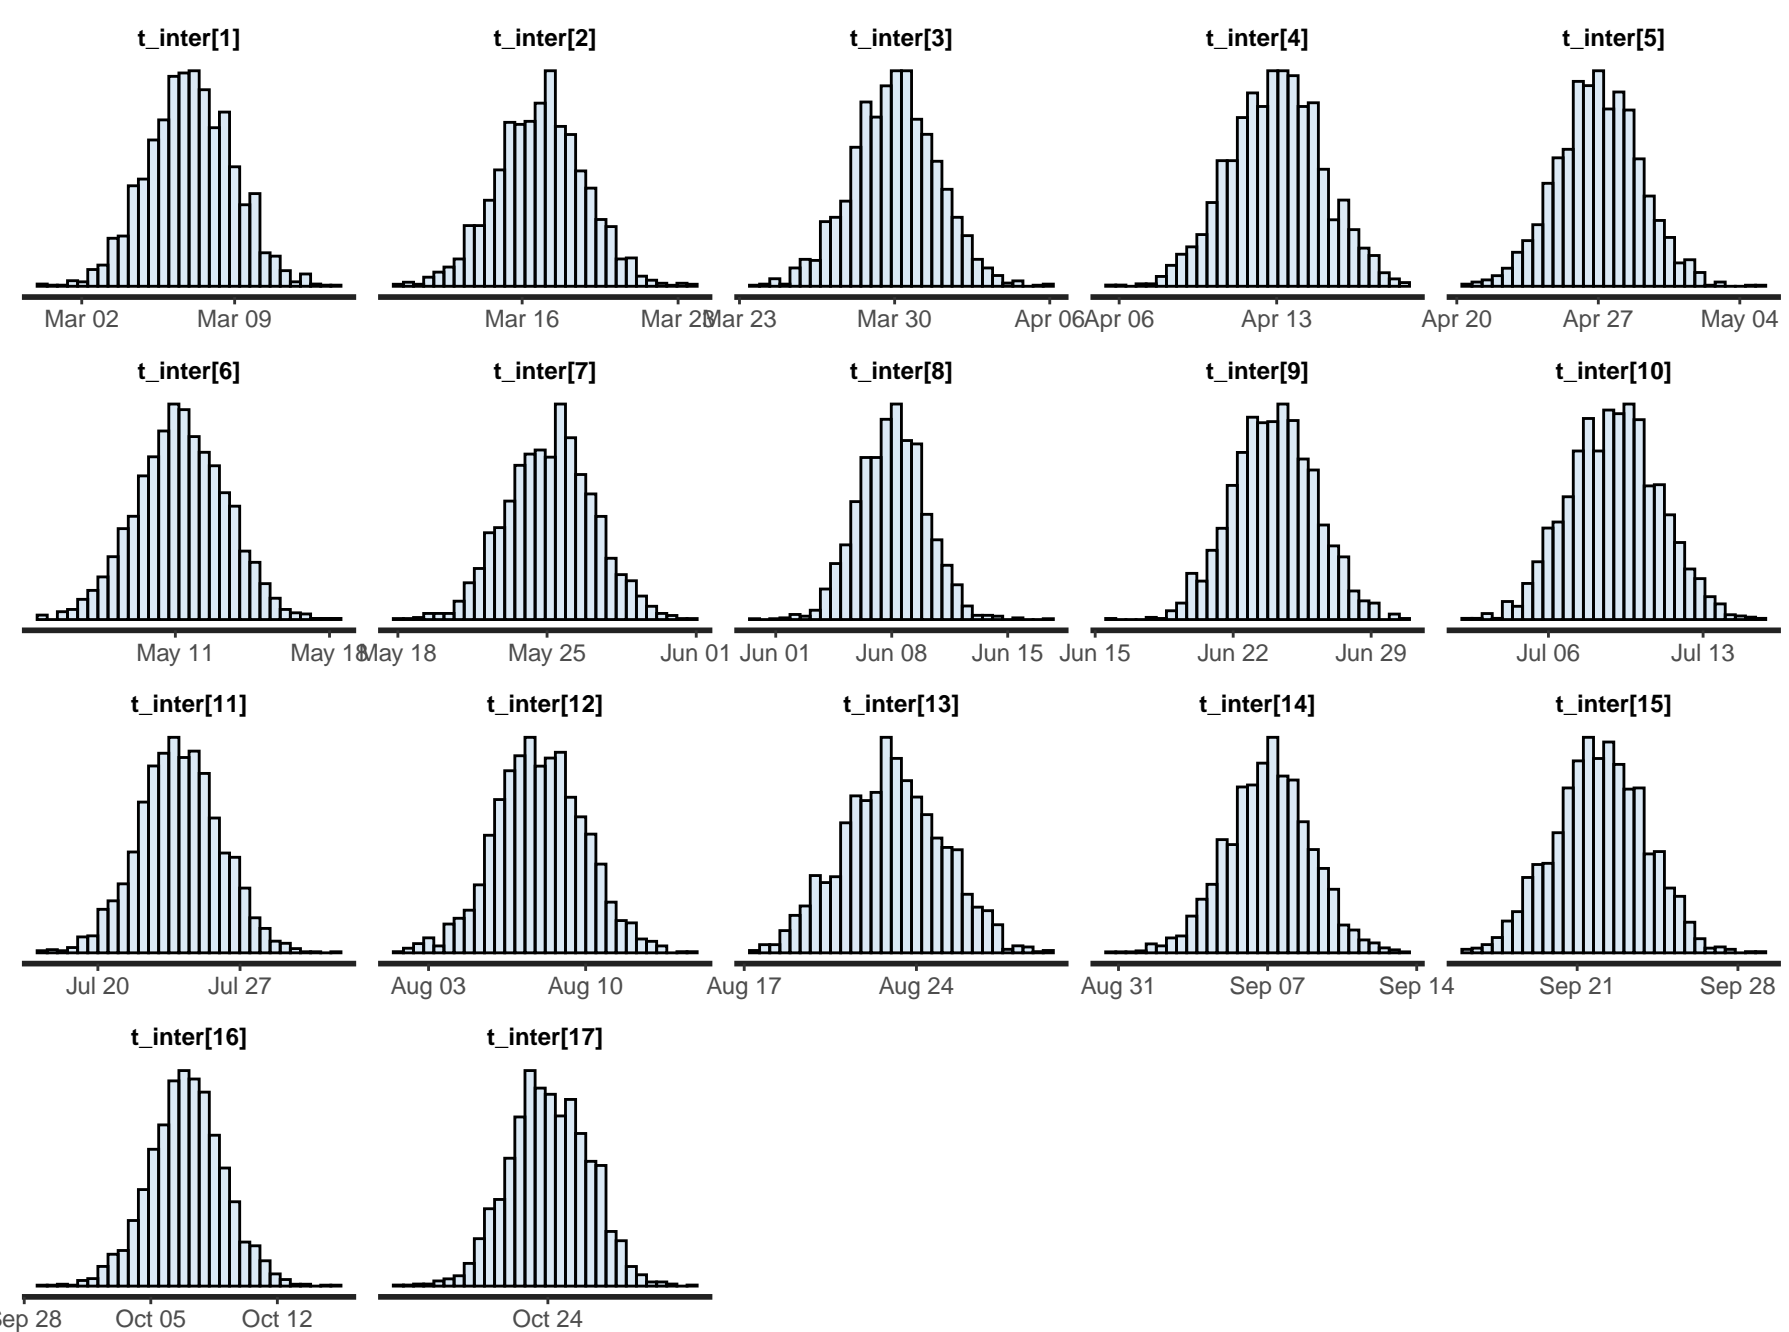 t_inter[1] t_inter[2] t_inter[3] t_inter[4] t_inter[5]
Mar 02 Mar 09 Mar 16 Mar 23 Mar 23 Mar 30 Apr 06 Apr 06 Apr 13 Apr 20 Apr 27 May 04
t_inter[6] t_inter[7] t_inter[8] t_inter[9] t_inter[10]
May 11 May 18 May 18 May 25 Jun 01 Jun 01 Jun 08 Jun 15 Jun 15 Jun 22 Jun 29 Jul 06 Jul 13
t_inter[11] t_inter[12] t_inter[13] t_inter[14] t_inter[15]
Jul 20 Jul 27 Aug 03 Aug 10 Aug 17 Aug 24 Aug 31 Sep 07 Sep 14 Sep 21 Sep 28
t_inter[16] t_inter[17]
Sep 28 Oct 05 Oct 12 Oct 24